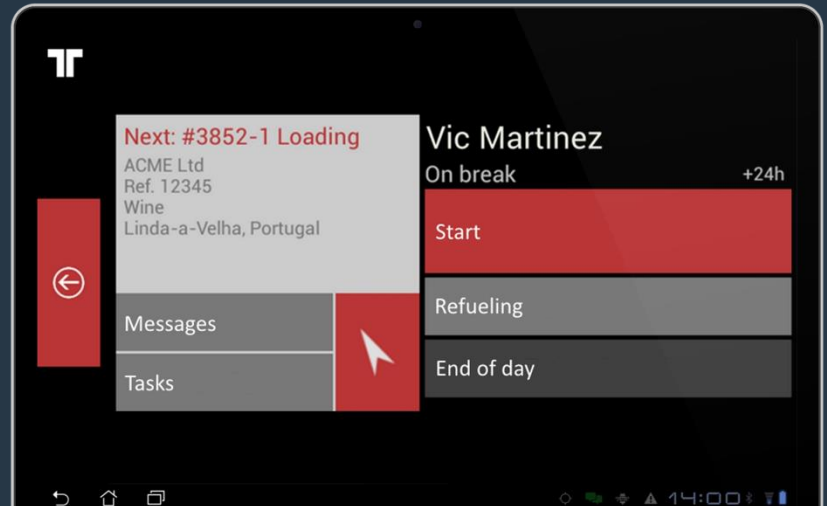 Next: #3852-1 Loading
ACME Ltd
Ref. 12345
Wine
Linda-a-Velha, Portugal
Messages
Tasks
Vic Martinez
On break +24h
Start
Refueling
End of day
14:00